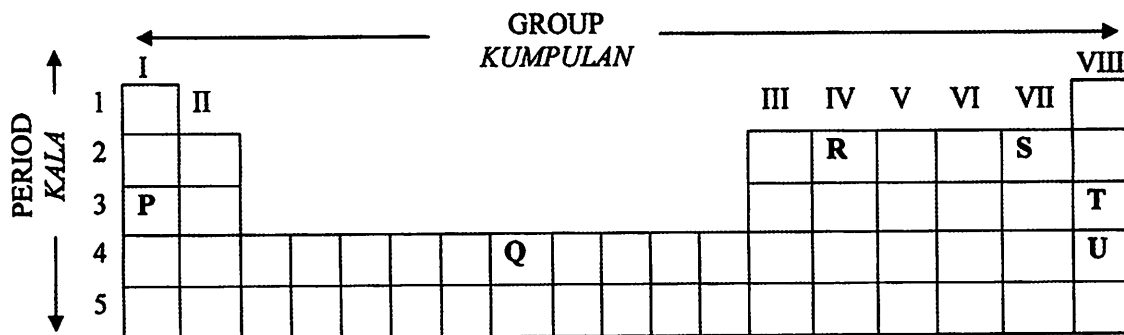 GROUP
KUMPULAN
I VIII
1 II III IV V VI VII
PERIOD
KALA
2 R S
3 P T
4 Q U
5